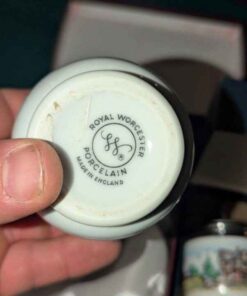 ROYAL WORCESTER
®
PORCELAIN
MADE IN ENGLAND